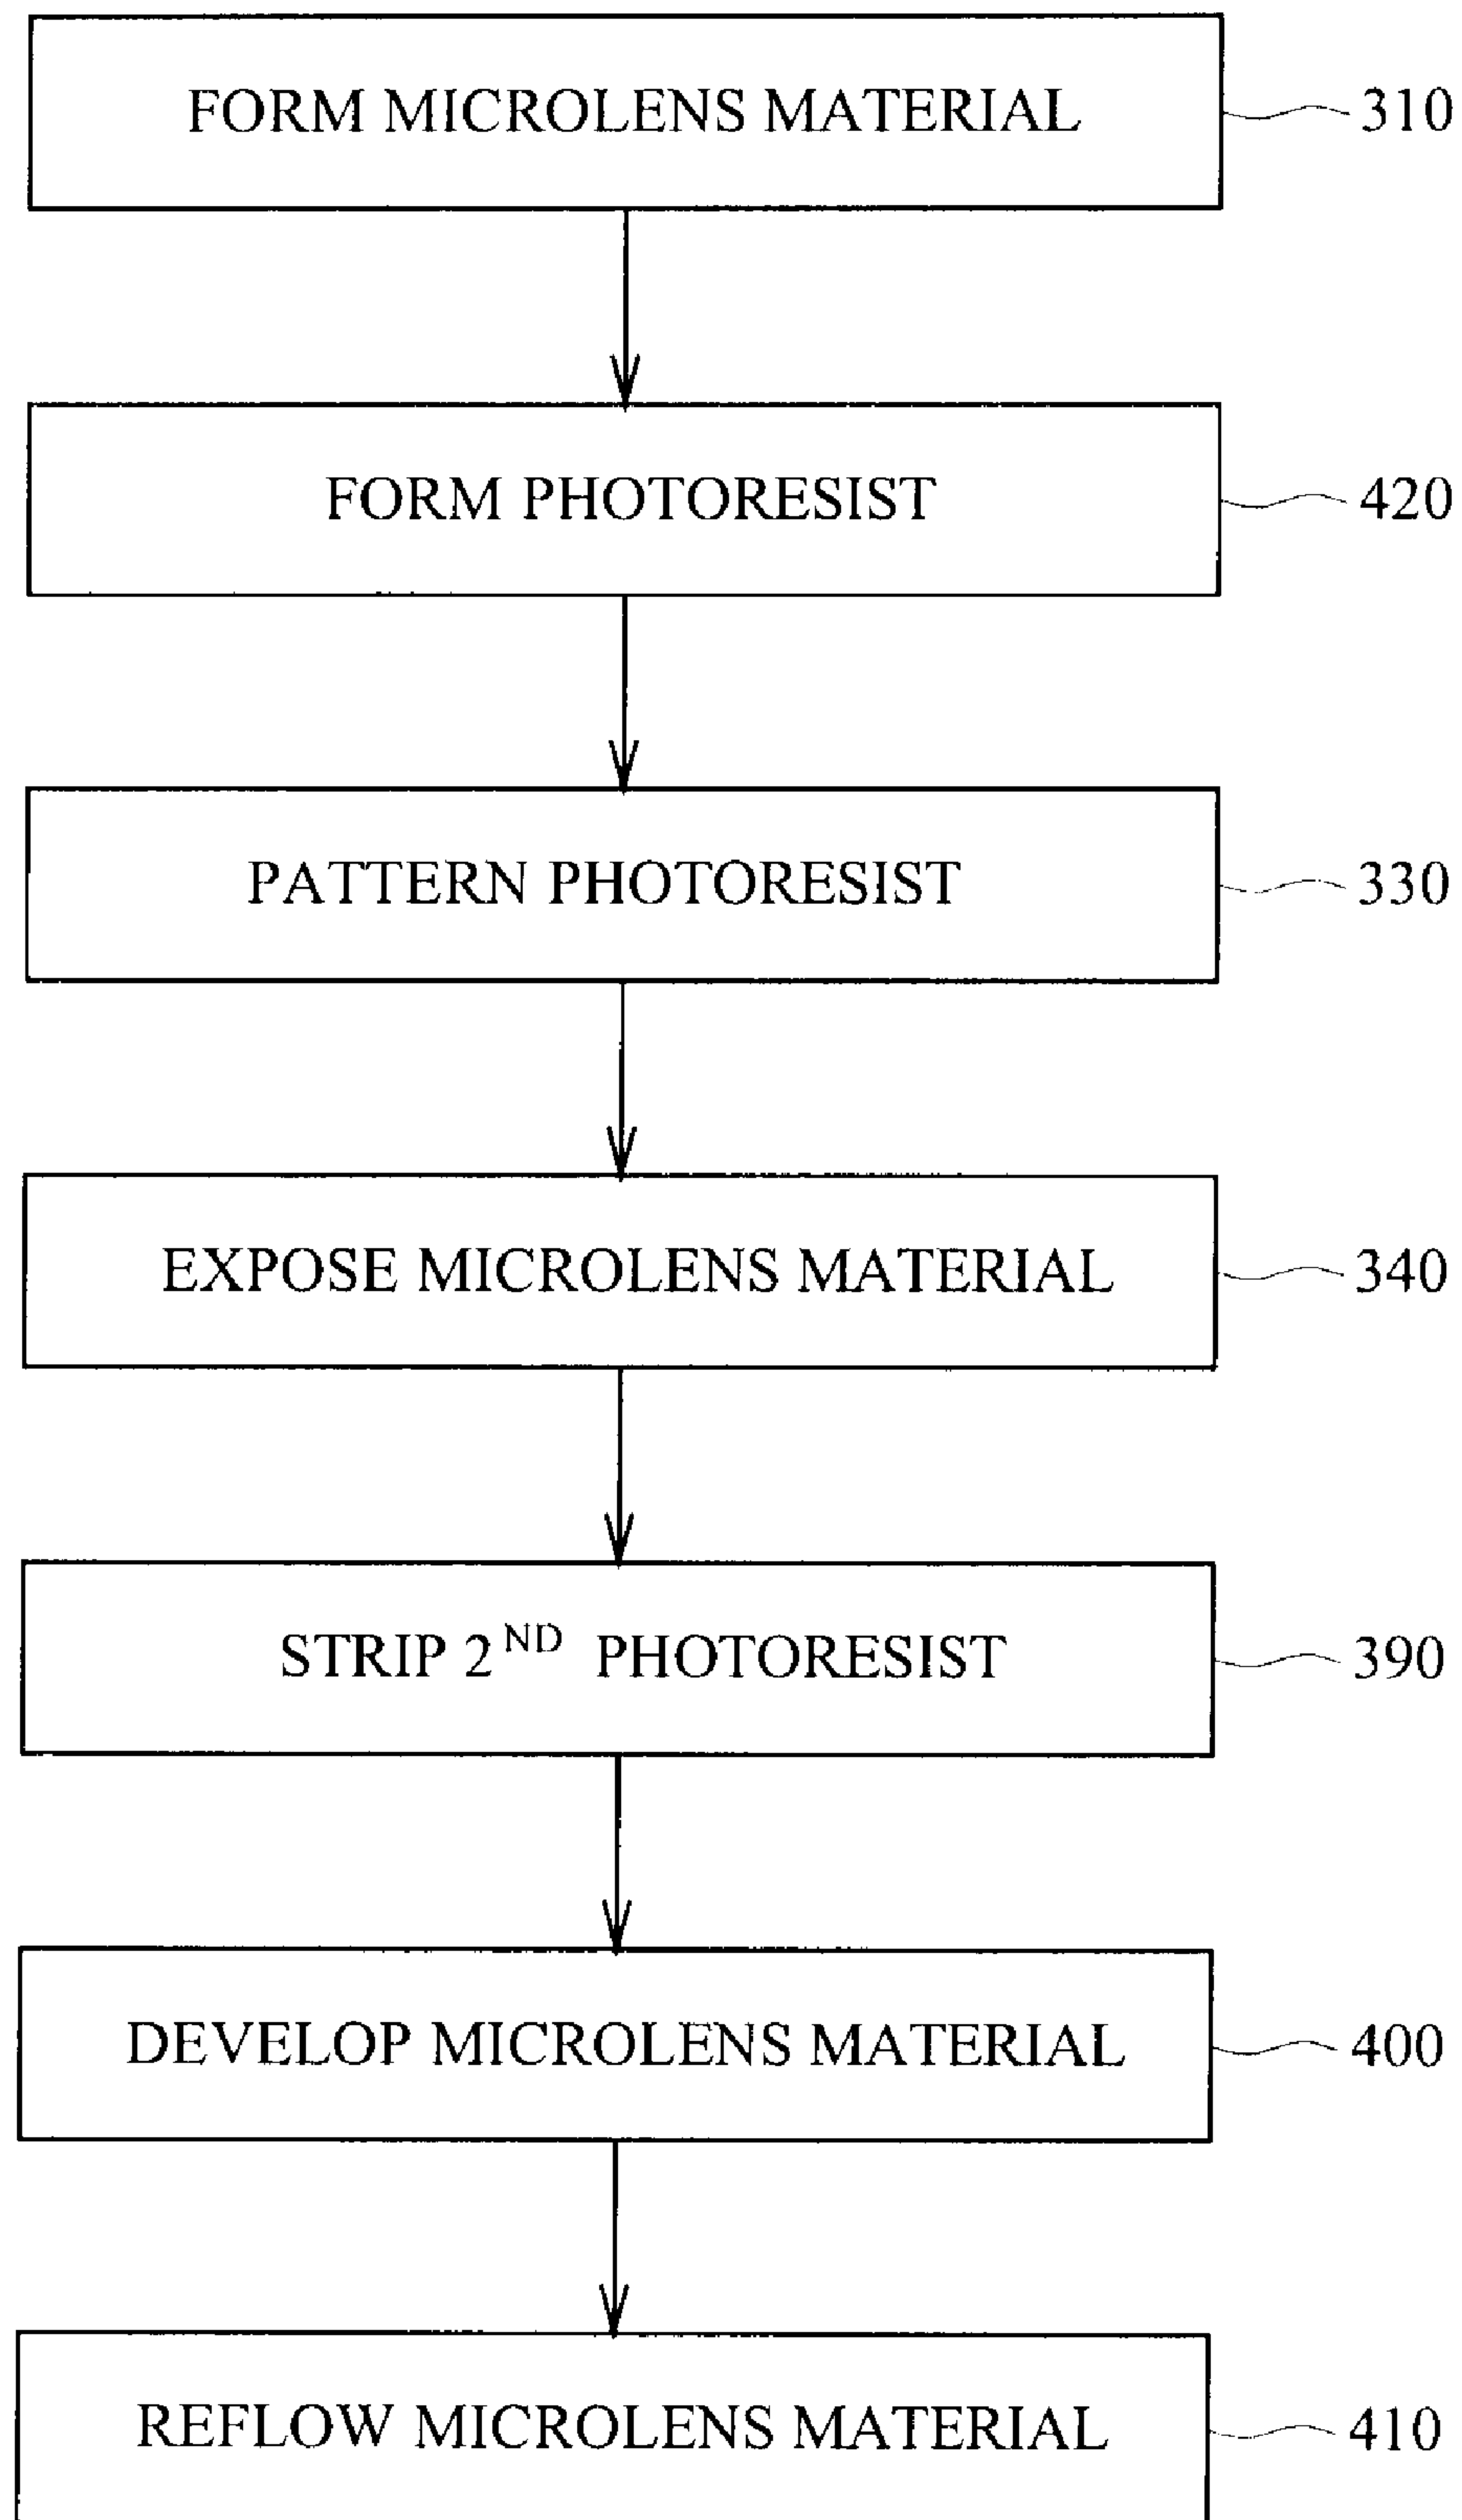 FORM MICROLENS MATERIAL 310
FORM PHOTORESIST 420
PATTERN PHOTORESIST 330
EXPOSE MICROLENS MATERIAL 340
STRIP 2ND PHOTORESIST 390
DEVELOP MICROLENS MATERIAL 400
REFLOW MICROLENS MATERIAL 410